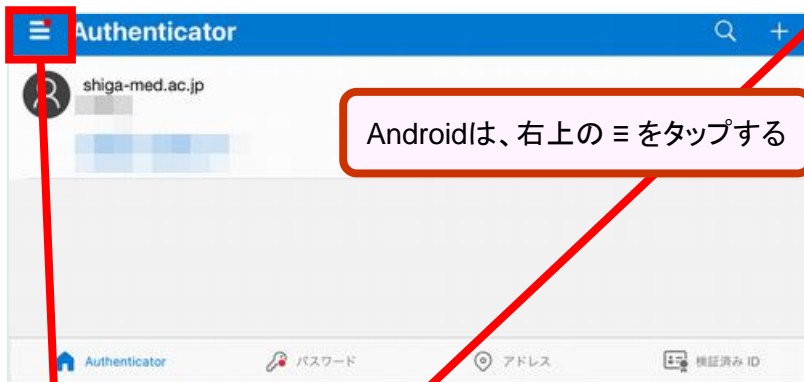 Authenticator
shiga-med.ac.jp
Androidは、右上の ≡ をタップする
Authenticator
パスワード
アドレス
検証済み ID